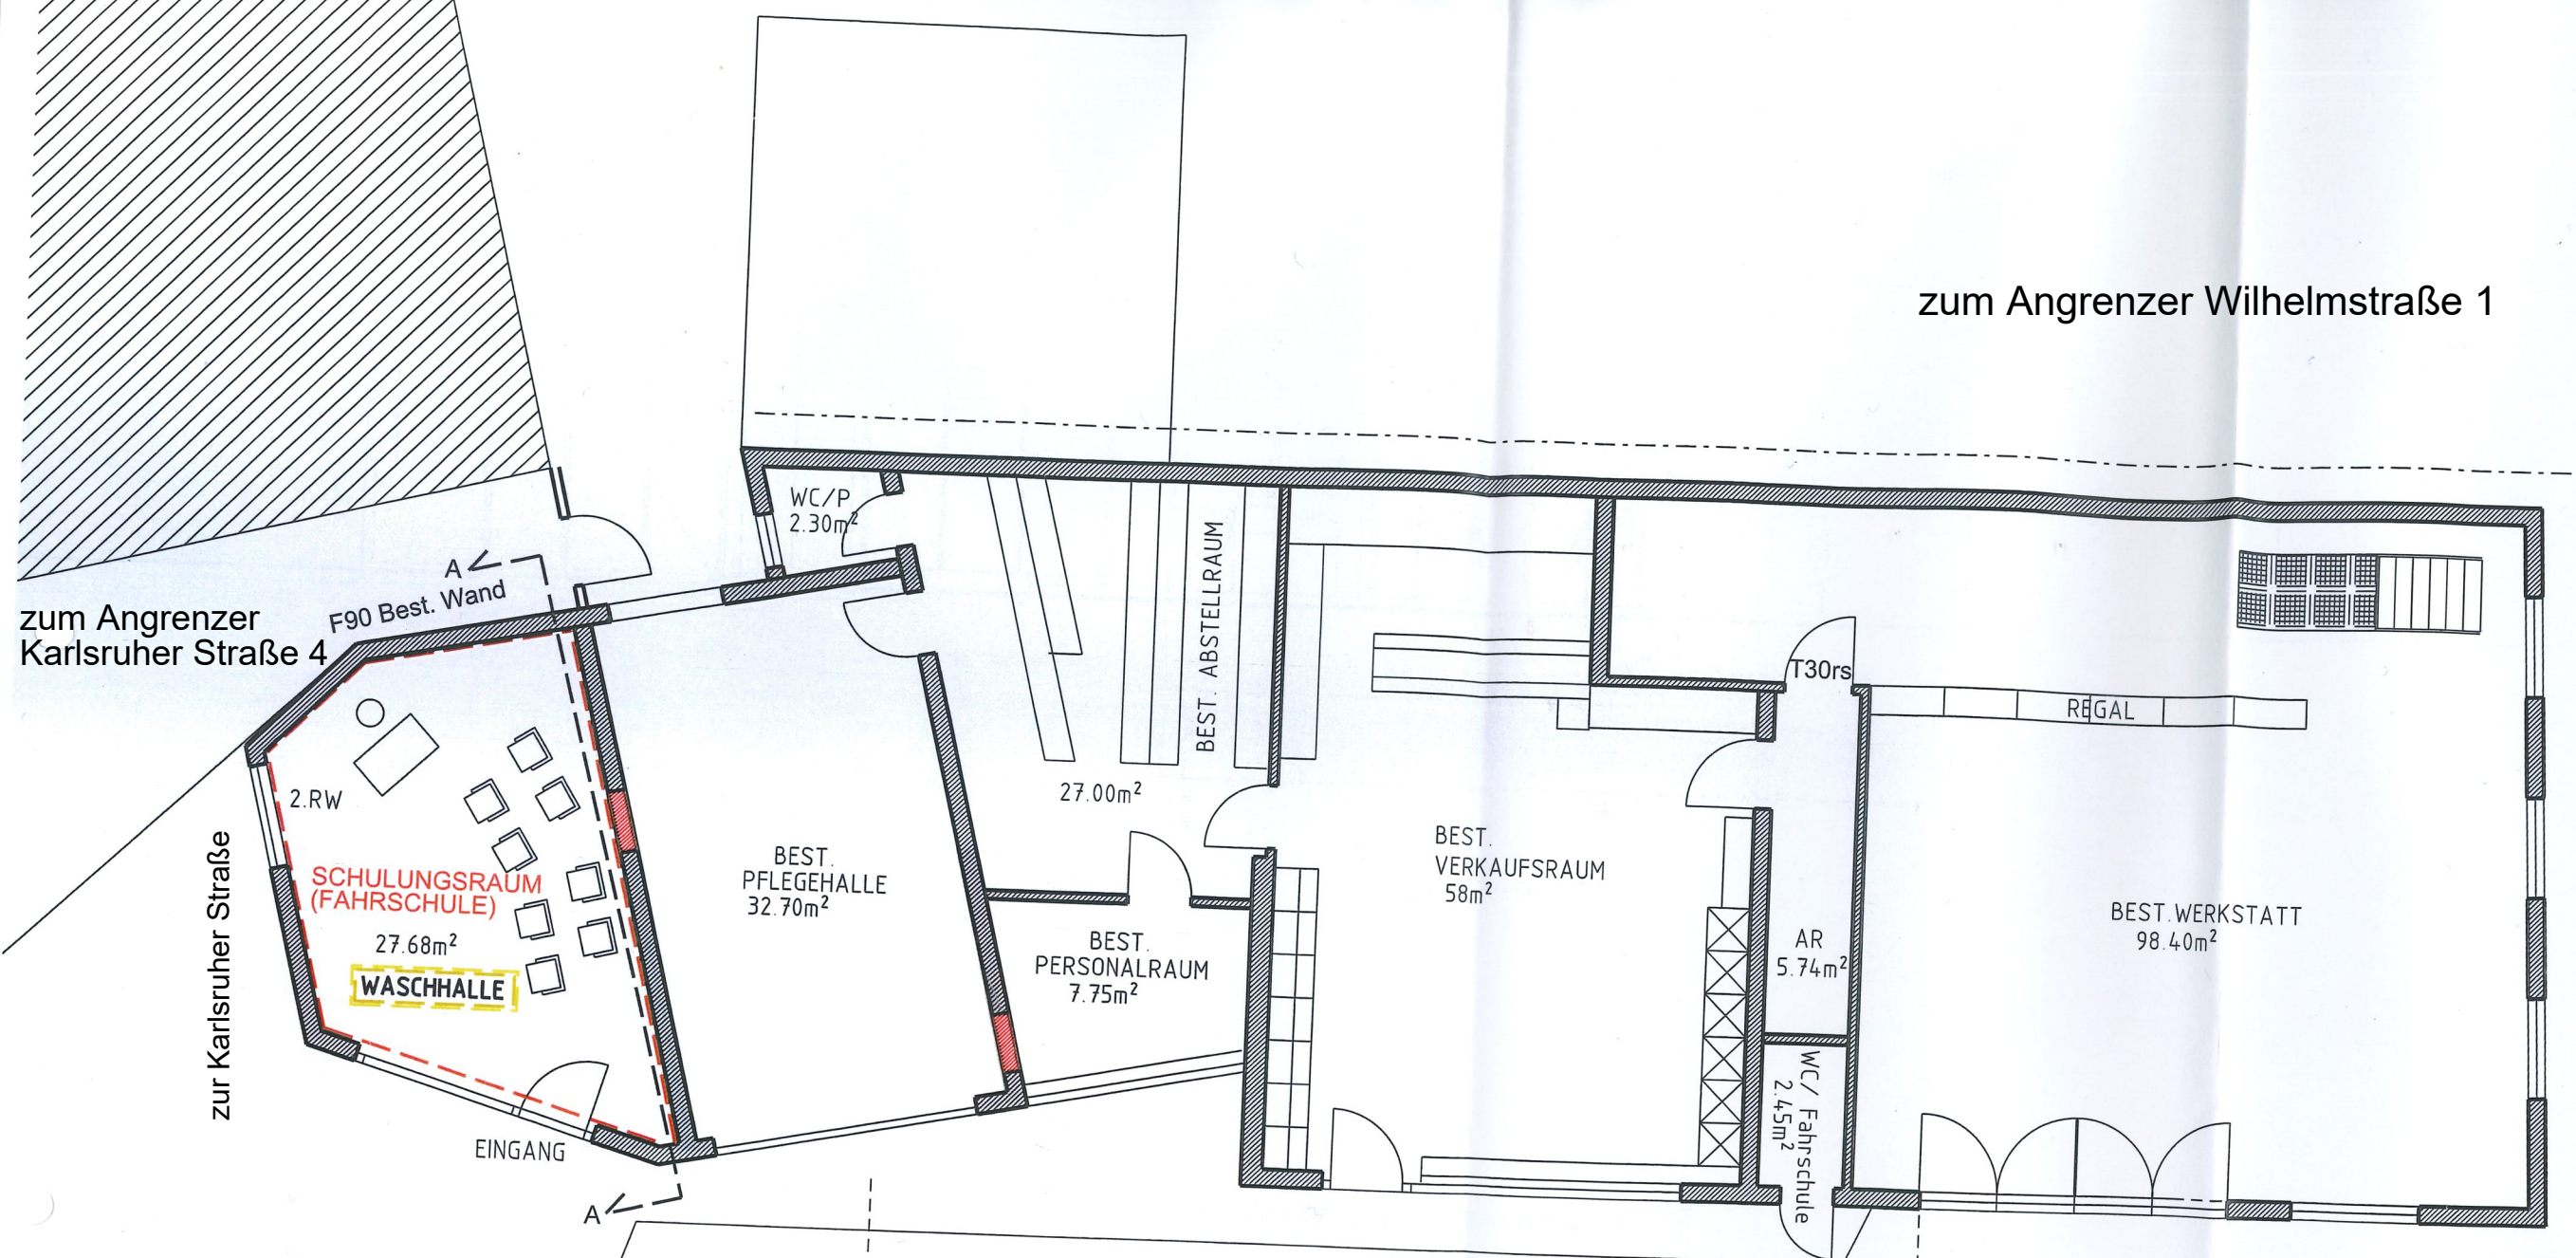 zum Angrenzer Wilhelmstraße 1
WC/P
2.30m²
A
F90 Best. Wand
zum Angrenzer
Karlsruher Straße 4
BEST. ABSTELLRAUM
27.00m²
T30rs
REGAL
2.RW
SCHULUNGSRAUM
(FAHRSCHULE)
27.68m²
WASCHHALLE
zur Karlsruher Straße
EINGANG
A
BEST.
PFLEGEHALLE
32.70m²
BEST.
PERSONALRAUM
7.75m²
BEST.
VERKAUFSRAUM
58m²
AR
5.74m²
WC/ Fahrschule
2.45m²
BEST.WERKSTATT
98.40m²